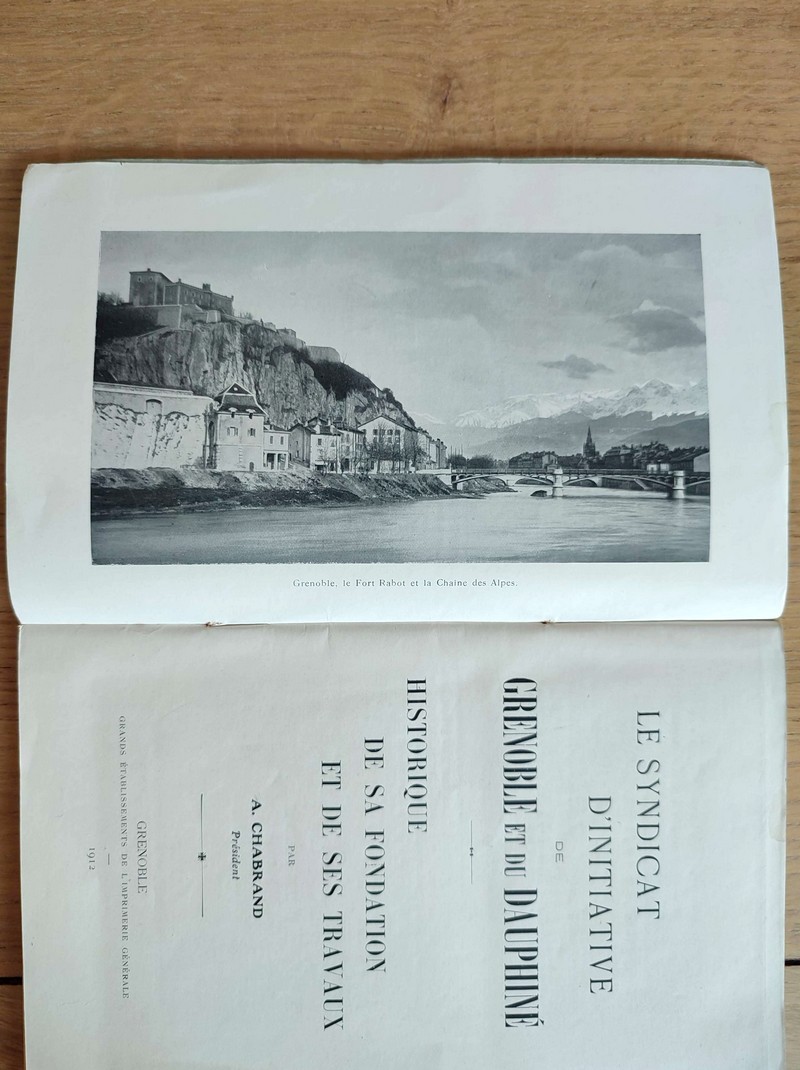 Grenoble, le Fort Rabot et la Chaîne des Alpes.
LE SYNDICAT
D'INITIATIVE
DE
GRENOBLE ET DU DAUPHINÉ
HISTORIQUE
DE SA FONDATION
ET DE SES TRAVAUX
PAR
A. CHABRAND
Président
GRENOBLE
GRANDS ÉTABLISSEMENTS DE L'IMPRIMERIE GÉNÉRALE
1912